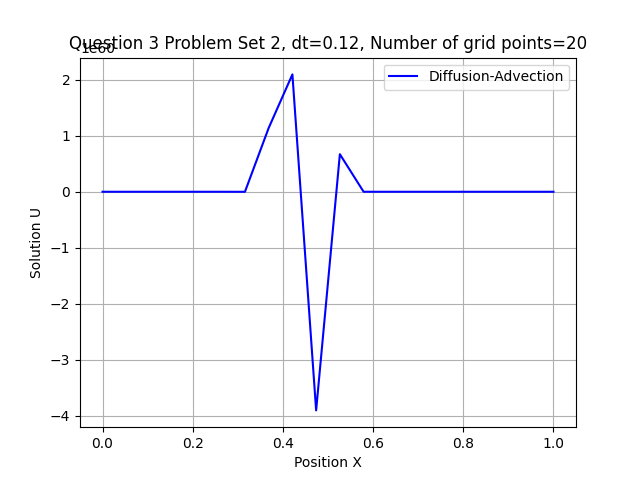 Question 3 Problem Set 2, dt=0.12, Number of grid points=20
1e60
Diffusion-Advection
2
1
0
−1
−2
−3
−4
Solution U
0.0 0.2 0.4 0.6 0.8 1.0
Position X